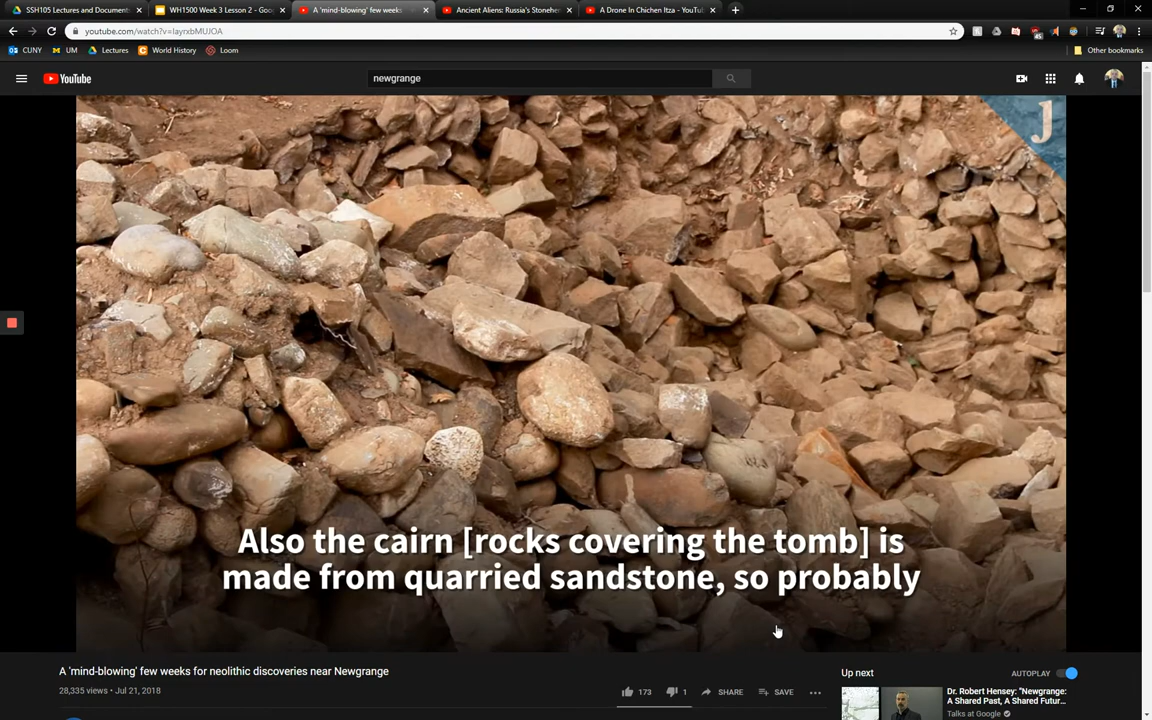 SSH105 Lectures and Document
WH1500 Week 3 Lesson 2 - Goo
A 'mind-blowing' few weeks
Ancient Aliens: Russia's Stonehen
A Drone In Chichen Itza - YouTu
youtube.com/watch?v=IayrxbMUJOA
45
CUNY
UM
Lectures
World History
Loom
Other bookmarks
YouTube
newgrange
J
Also the cairn [rocks covering the tomb] is
made from quarried sandstone, so probably
A 'mind-blowing' few weeks for neolithic discoveries near Newgrange
28,335 views • Jul 21, 2018
173
1
SHARE
SAVE
Up next
AUTOPLAY
Dr. Robert Hensey: "Newgrange:
A Shared Past, A Shared Futur...
Talks at Google